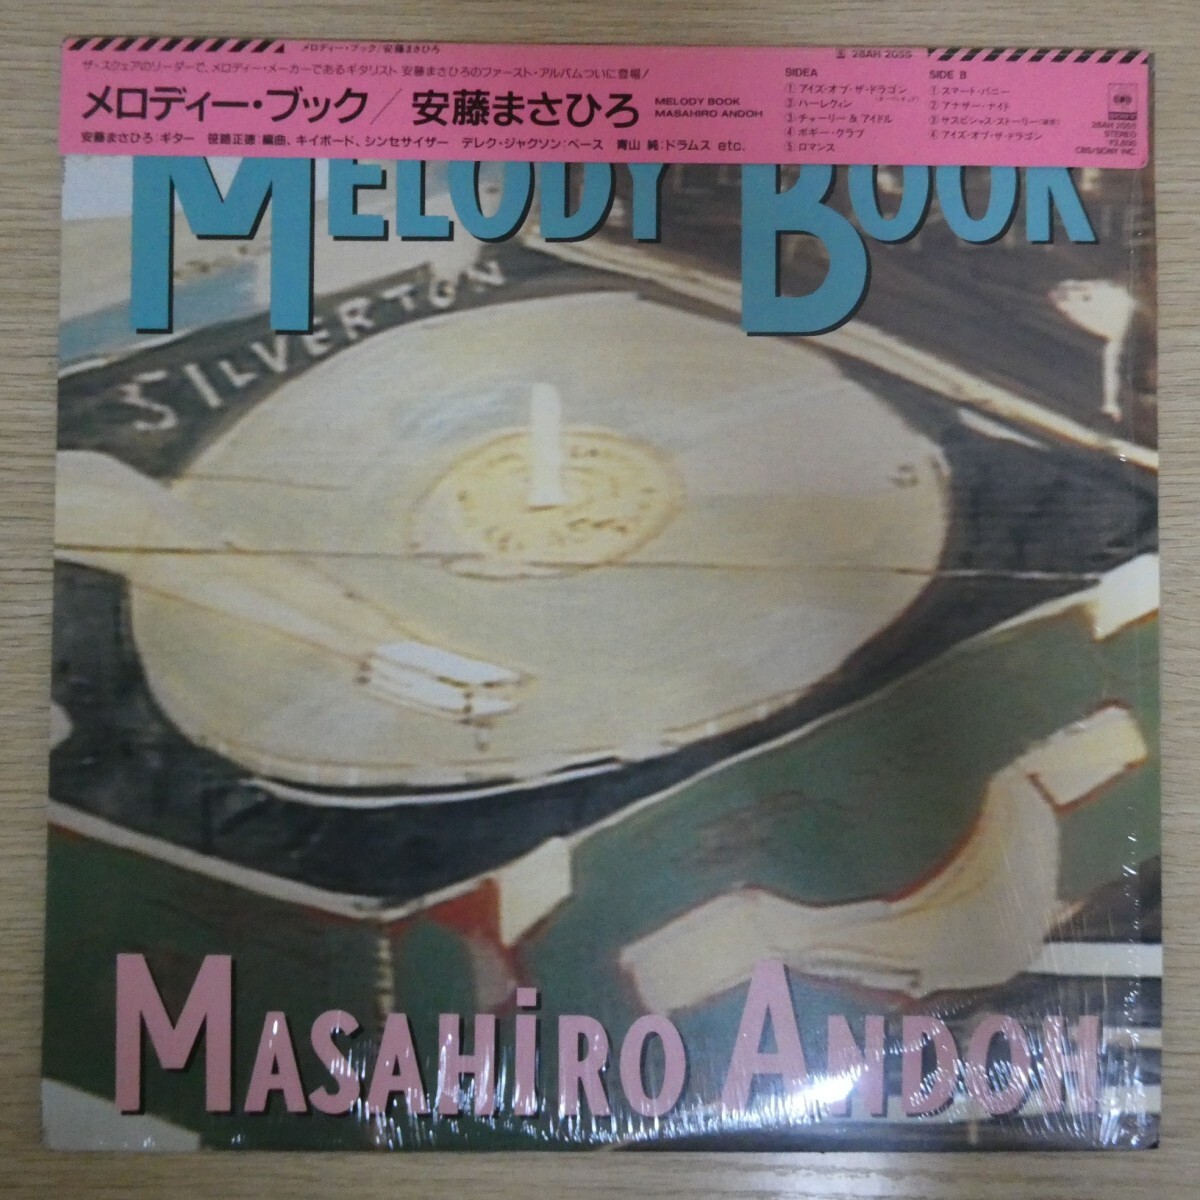 メロディー・ブック/安藤まさひろ
28AH 2055
ザ・スクェアのリーダーで、メロディー・メーカーであるギタリスト 安藤まさひろのファースト・アルバムついに登場!
メロディー・ブック/安藤まさひろ
MELODY BOOK
MASAHIRO ANDOH
安藤まさひろ:ギター 笹路正徳:編曲、キイボード、シンセサイザー デレク・ジャクソン:ベース 青山 純:ドラムス etc.
SIDEA
①アイズ・オブ・ザ・ドラゴン
②ハーレクィン
③チャーリー&アイドル
④ボギー・クラブ
⑤ロマンス
SIDE B
①スマート・バニー
②アナザー・ナイト
③サスピシャス・ストーリー
④アイズ・オブ・ザ・ドラゴン
28AH 2055
STEREO
¥2,800
CBS/SONY INC.
MELODY BOOK
SILVERTON
MASAHiRO ANDOH